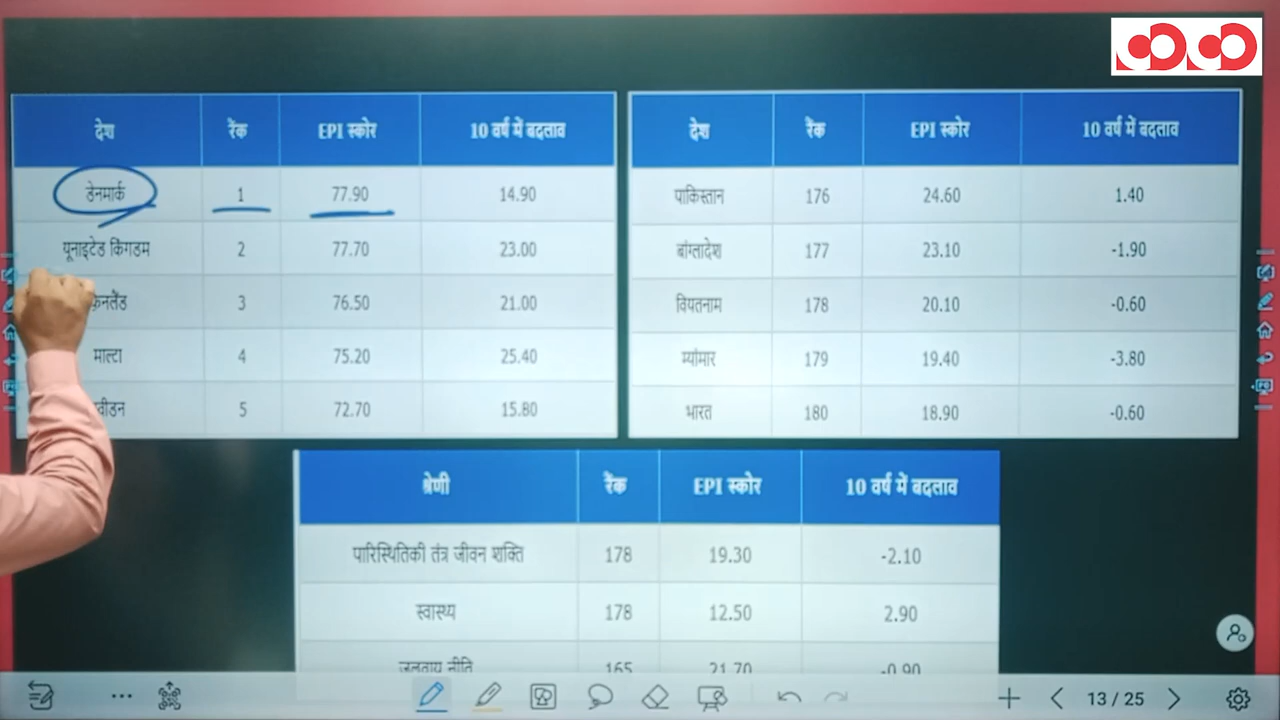 देश रैंक EPI स्कोर 10 वर्ष में बदलाव
डेनमार्क 1 77.90 14.90
यूनाइटेड किंगडम 2 77.70 23.00
3 76.50 21.00
माल्टा 4 75.20 25.40
5 72.70 15.80
देश रैंक EPI स्कोर 10 वर्ष में बदलाव
पाकिस्तान 176 24.60 1.40
बांग्लादेश 177 23.10 -1.90
वियतनाम 178 20.10 -0.60
म्यांमार 179 19.40 -3.80
भारत 180 18.90 -0.60
श्रेणी रैंक EPI स्कोर 10 वर्ष में बदलाव
पारिस्थितिकी तंत्र जीवन शक्ति 178 19.30 -2.10
स्वास्थ्य 178 12.50 2.90
जलवायु नीति 165 21.70 -0.90
13 / 25